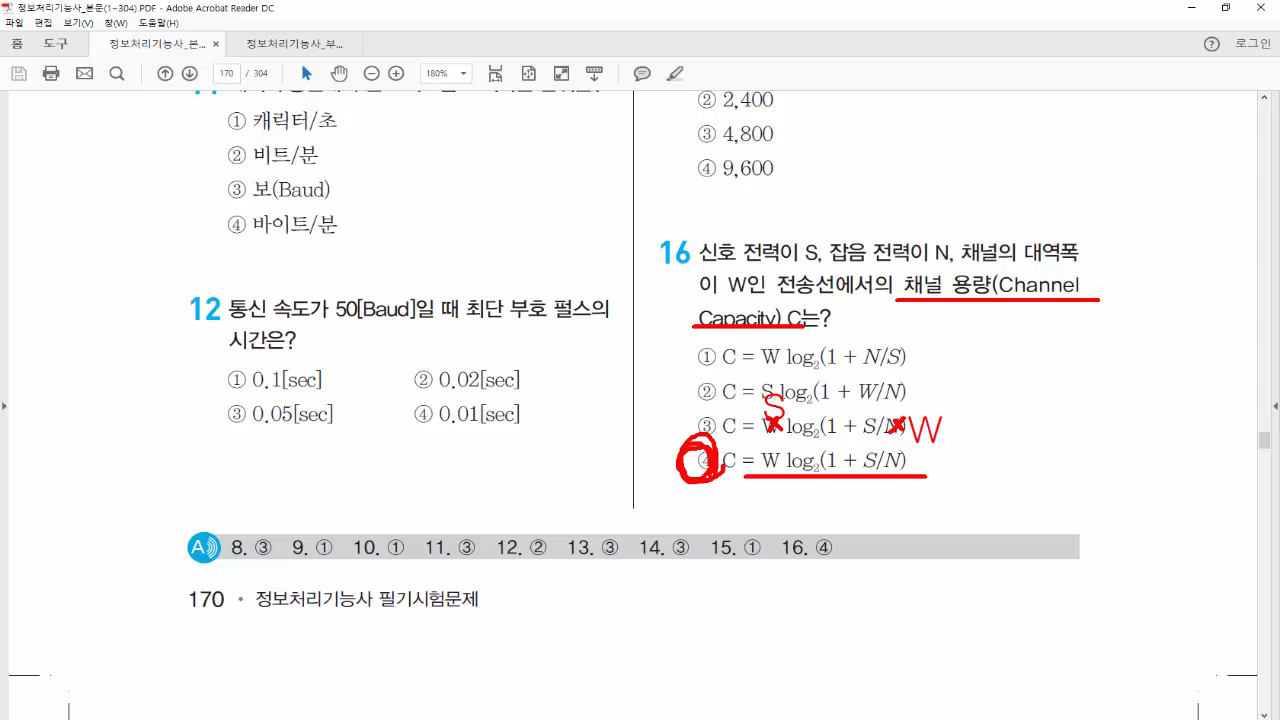 정보처리기능사_본문(1~304).PDF - Adobe Acrobat Reader DC
파일 편집 보기(V) 창(W) 도움말(H)
홈 도구 정보처리기능사_본... × 정보처리기능사_부... 로그인
170 / 304 180%
① 캐릭터/초
② 비트/분
③ 보(Baud)
④ 바이트/분
12 통신 속도가 50[Baud]일 때 최단 부호 펄스의
시간은?
① 0.1[sec] ② 0.02[sec]
③ 0.05[sec] ④ 0.01[sec]
② 2,400
③ 4,800
④ 9,600
16 신호 전력이 S, 잡음 전력이 N, 채널의 대역폭
이 W인 전송선에서의 채널 용량(Channel
Capacity) C는?
① C = W log₂(1 + N/S)
② C = S log₂(1 + W/N)
S
③ C = W log₂(1 + S/N) W
④ C = W log₂(1 + S/N)
A 8. ③ 9. ① 10. ① 11. ③ 12. ② 13. ③ 14. ③ 15. ① 16. ④
170 • 정보처리기능사 필기시험문제